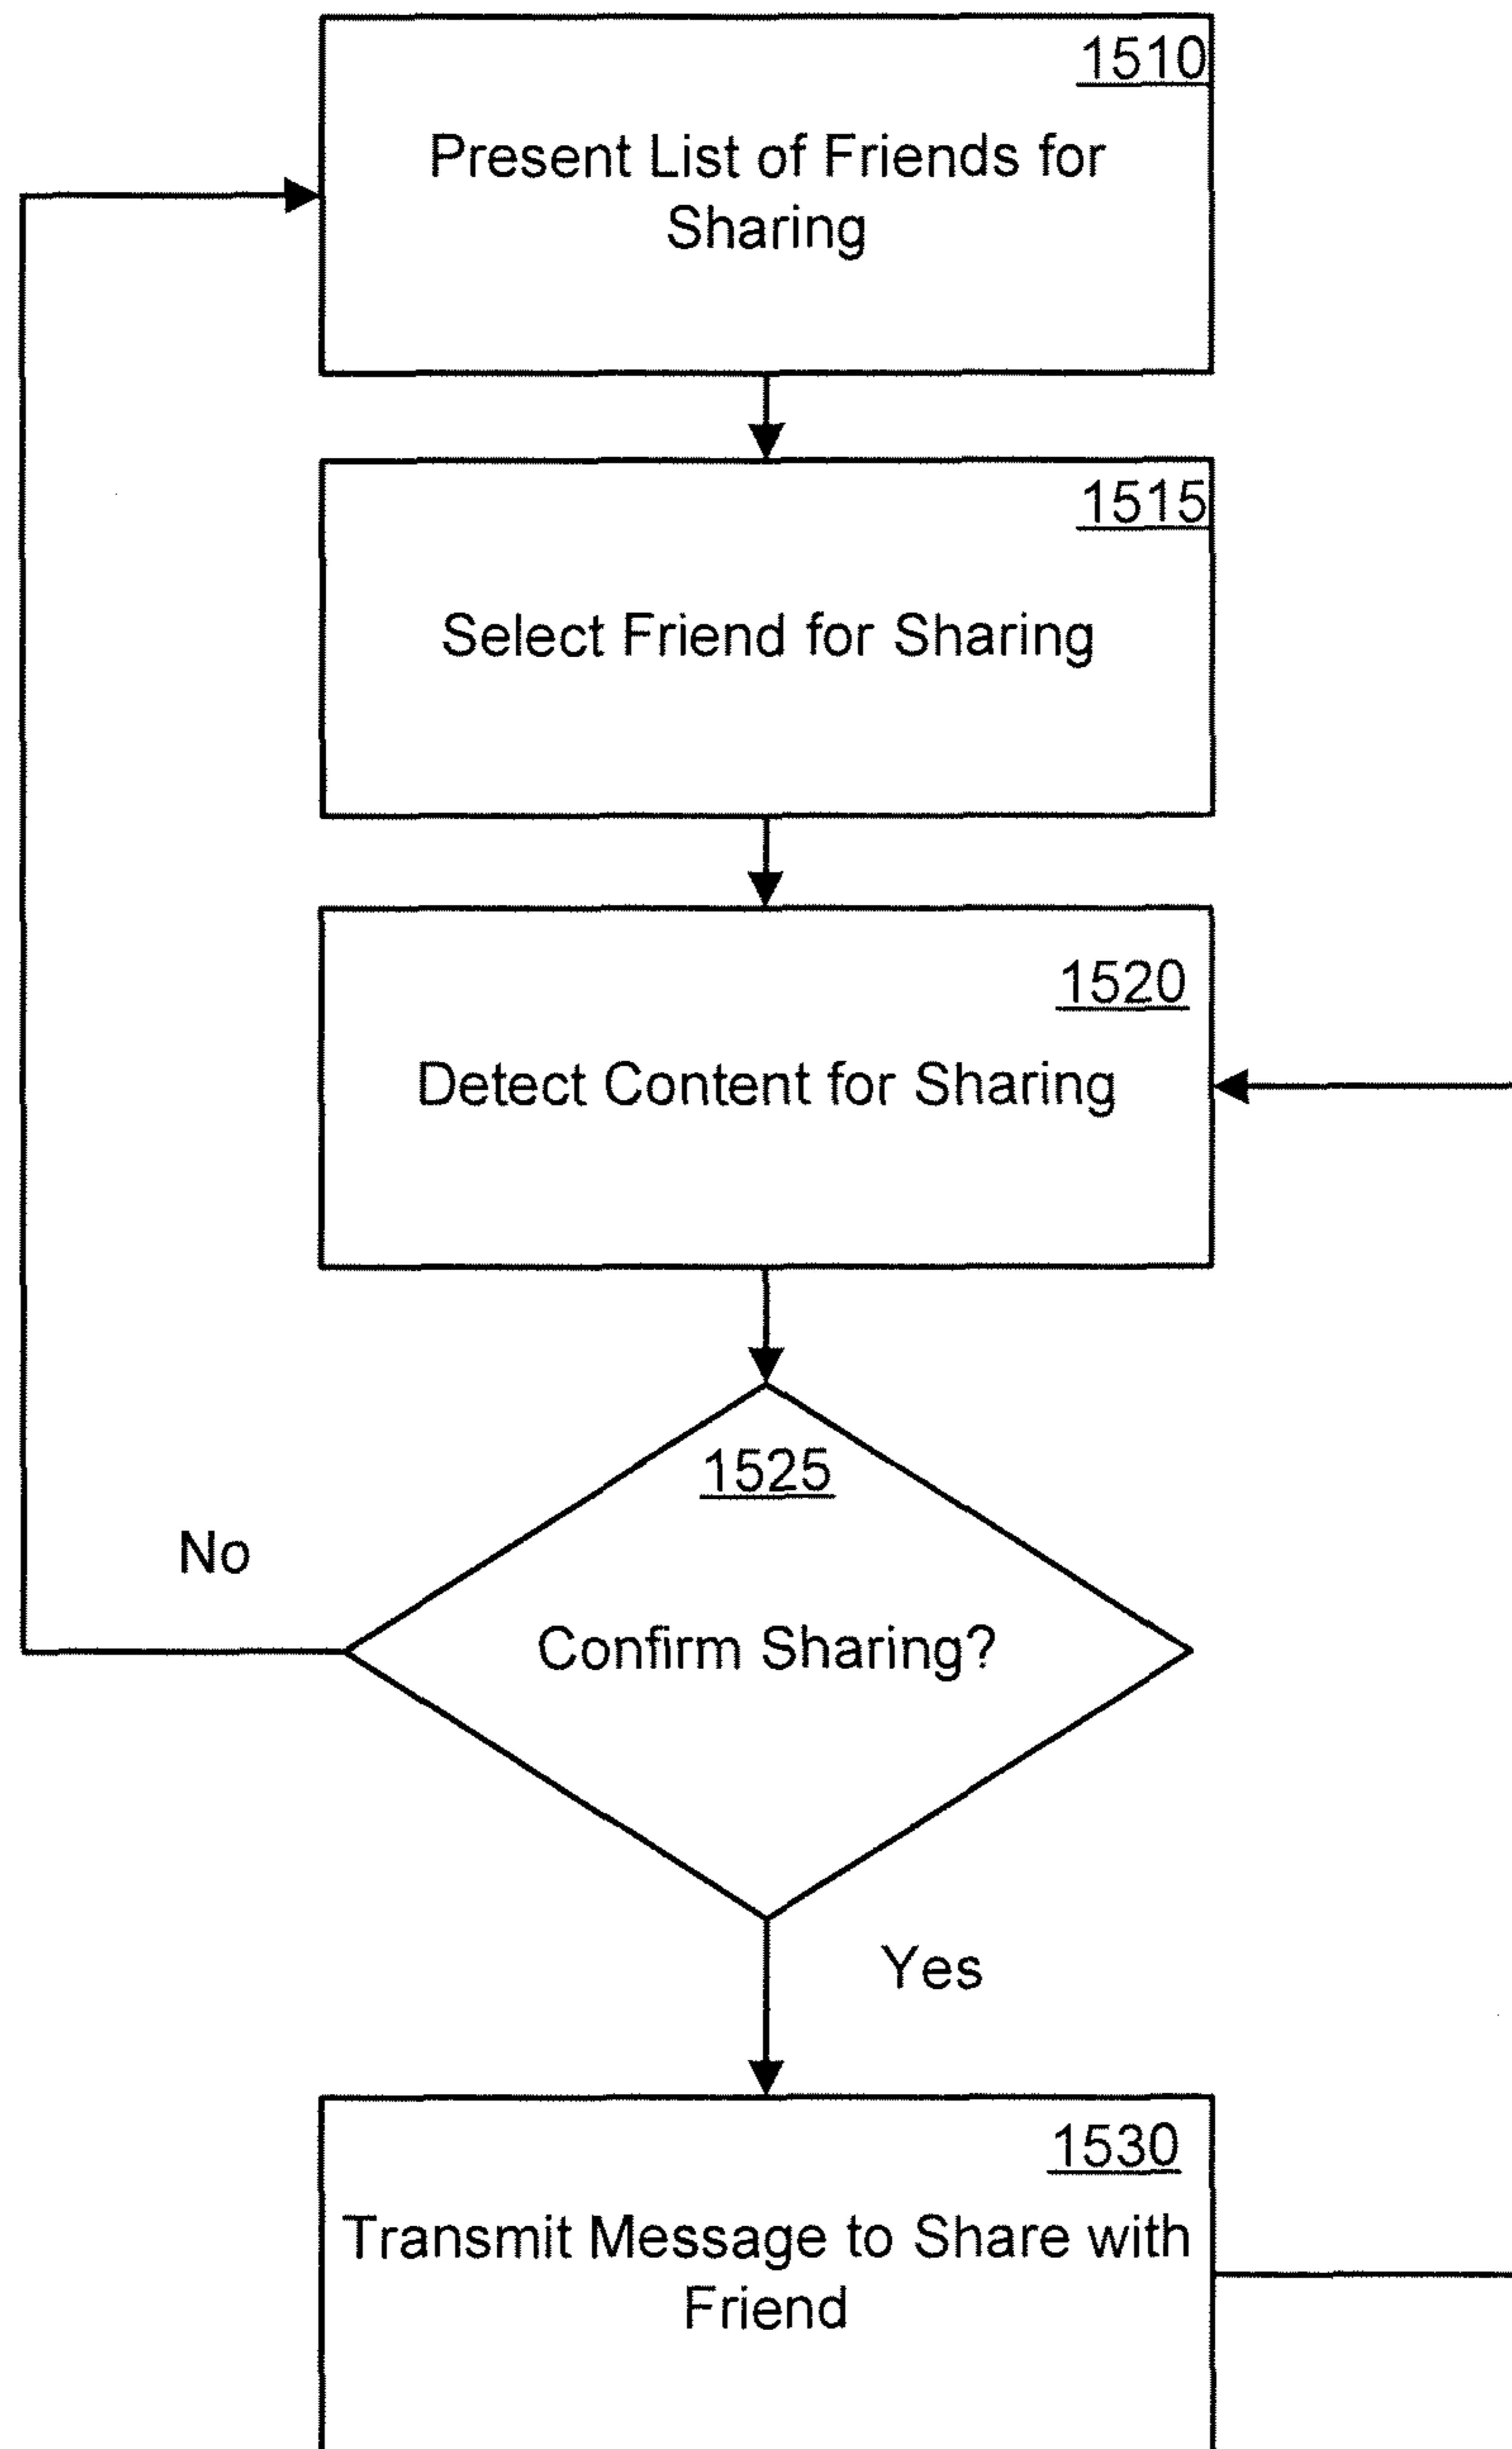 1510
Present List of Friends for
Sharing
1515
Select Friend for Sharing
1520
Detect Content for Sharing
1525
No
Confirm Sharing?
Yes
1530
Transmit Message to Share with
Friend